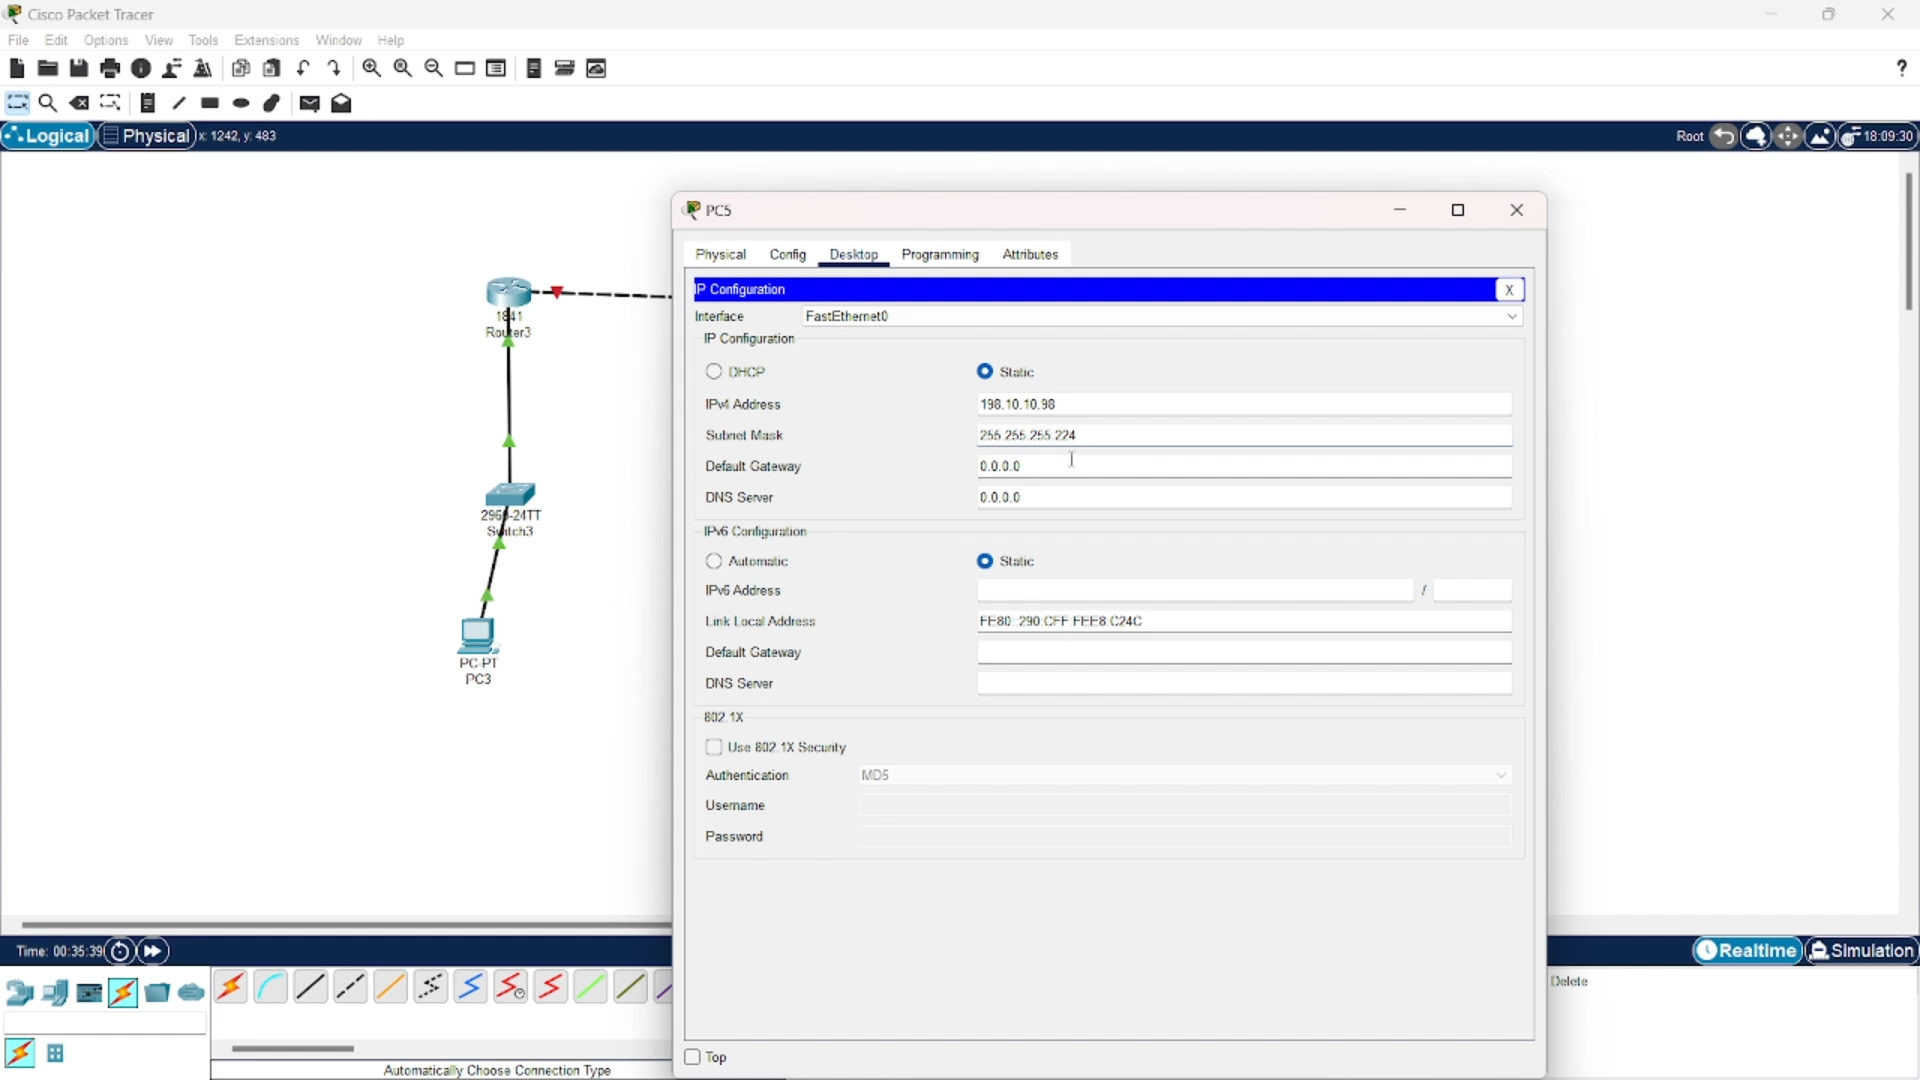 Cisco Packet Tracer
File Edit Options View Tools Extensions Window Help
?
Logical Physical x: 1242, y: 483 Root 18:09:30
PC5
Physical Config Desktop Programming Attributes
IP Configuration X
Interface FastEthernet0
IP Configuration
DHCP Static
IPv4 Address 198.10.10.98
Subnet Mask 255.255.255.224
Default Gateway 0.0.0.0
DNS Server 0.0.0.0
IPv6 Configuration
Automatic Static
IPv6 Address /
Link Local Address FE80::290:CFF:FEE8:C24C
Default Gateway
DNS Server
802.1X
Use 802.1X Security
Authentication MD5
Username
Password
Top
1841
Router3
2960-24TT
Switch3
PC-PT
PC3
Time: 00:35:39 Realtime Simulation
Delete
Automatically Choose Connection Type